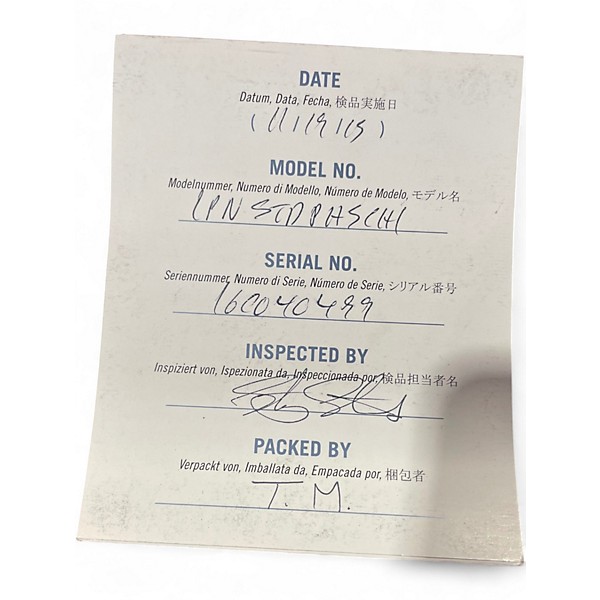 DATE
Datum, Data, Fecha, 検品実施日
(11/19/15)
MODEL NO.
Modelnummer, Numero di Modello, Número de Modelo, モデル名
LPNSTDPHSCH1
SERIAL NO.
Seriennummer, Numero di Serie, Número de Serie, シリアル番号
160040499
INSPECTED BY
Inspiziert von, Ispezionata da, Inspeccionada por, 検品担当者名
PACKED BY
Verpackt von, Imballata da, Empacada por, 梱包者
T. M.